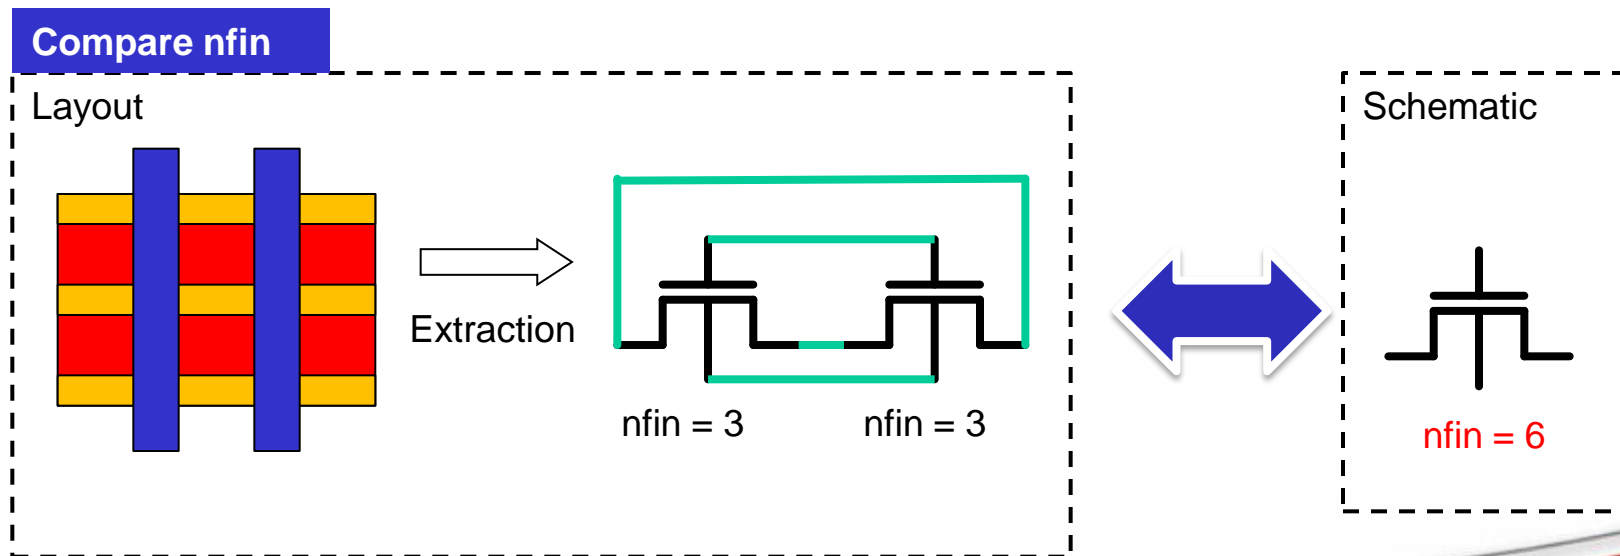 Compare nfin
Layout
Extraction
nfin = 3
nfin = 3
Schematic
nfin = 6